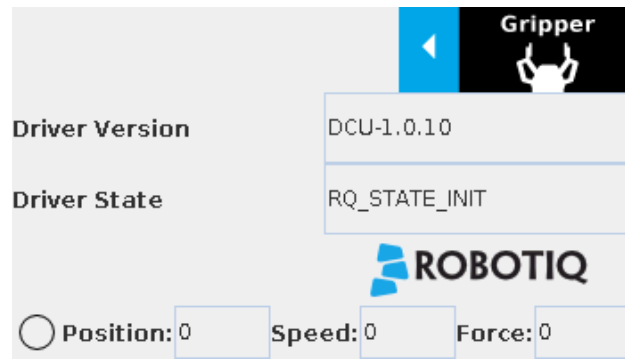 Gripper
Driver Version DCU-1.0.10
Driver State RQ_STATE_INIT
ROBOTIQ
Position: 0 Speed: 0 Force: 0